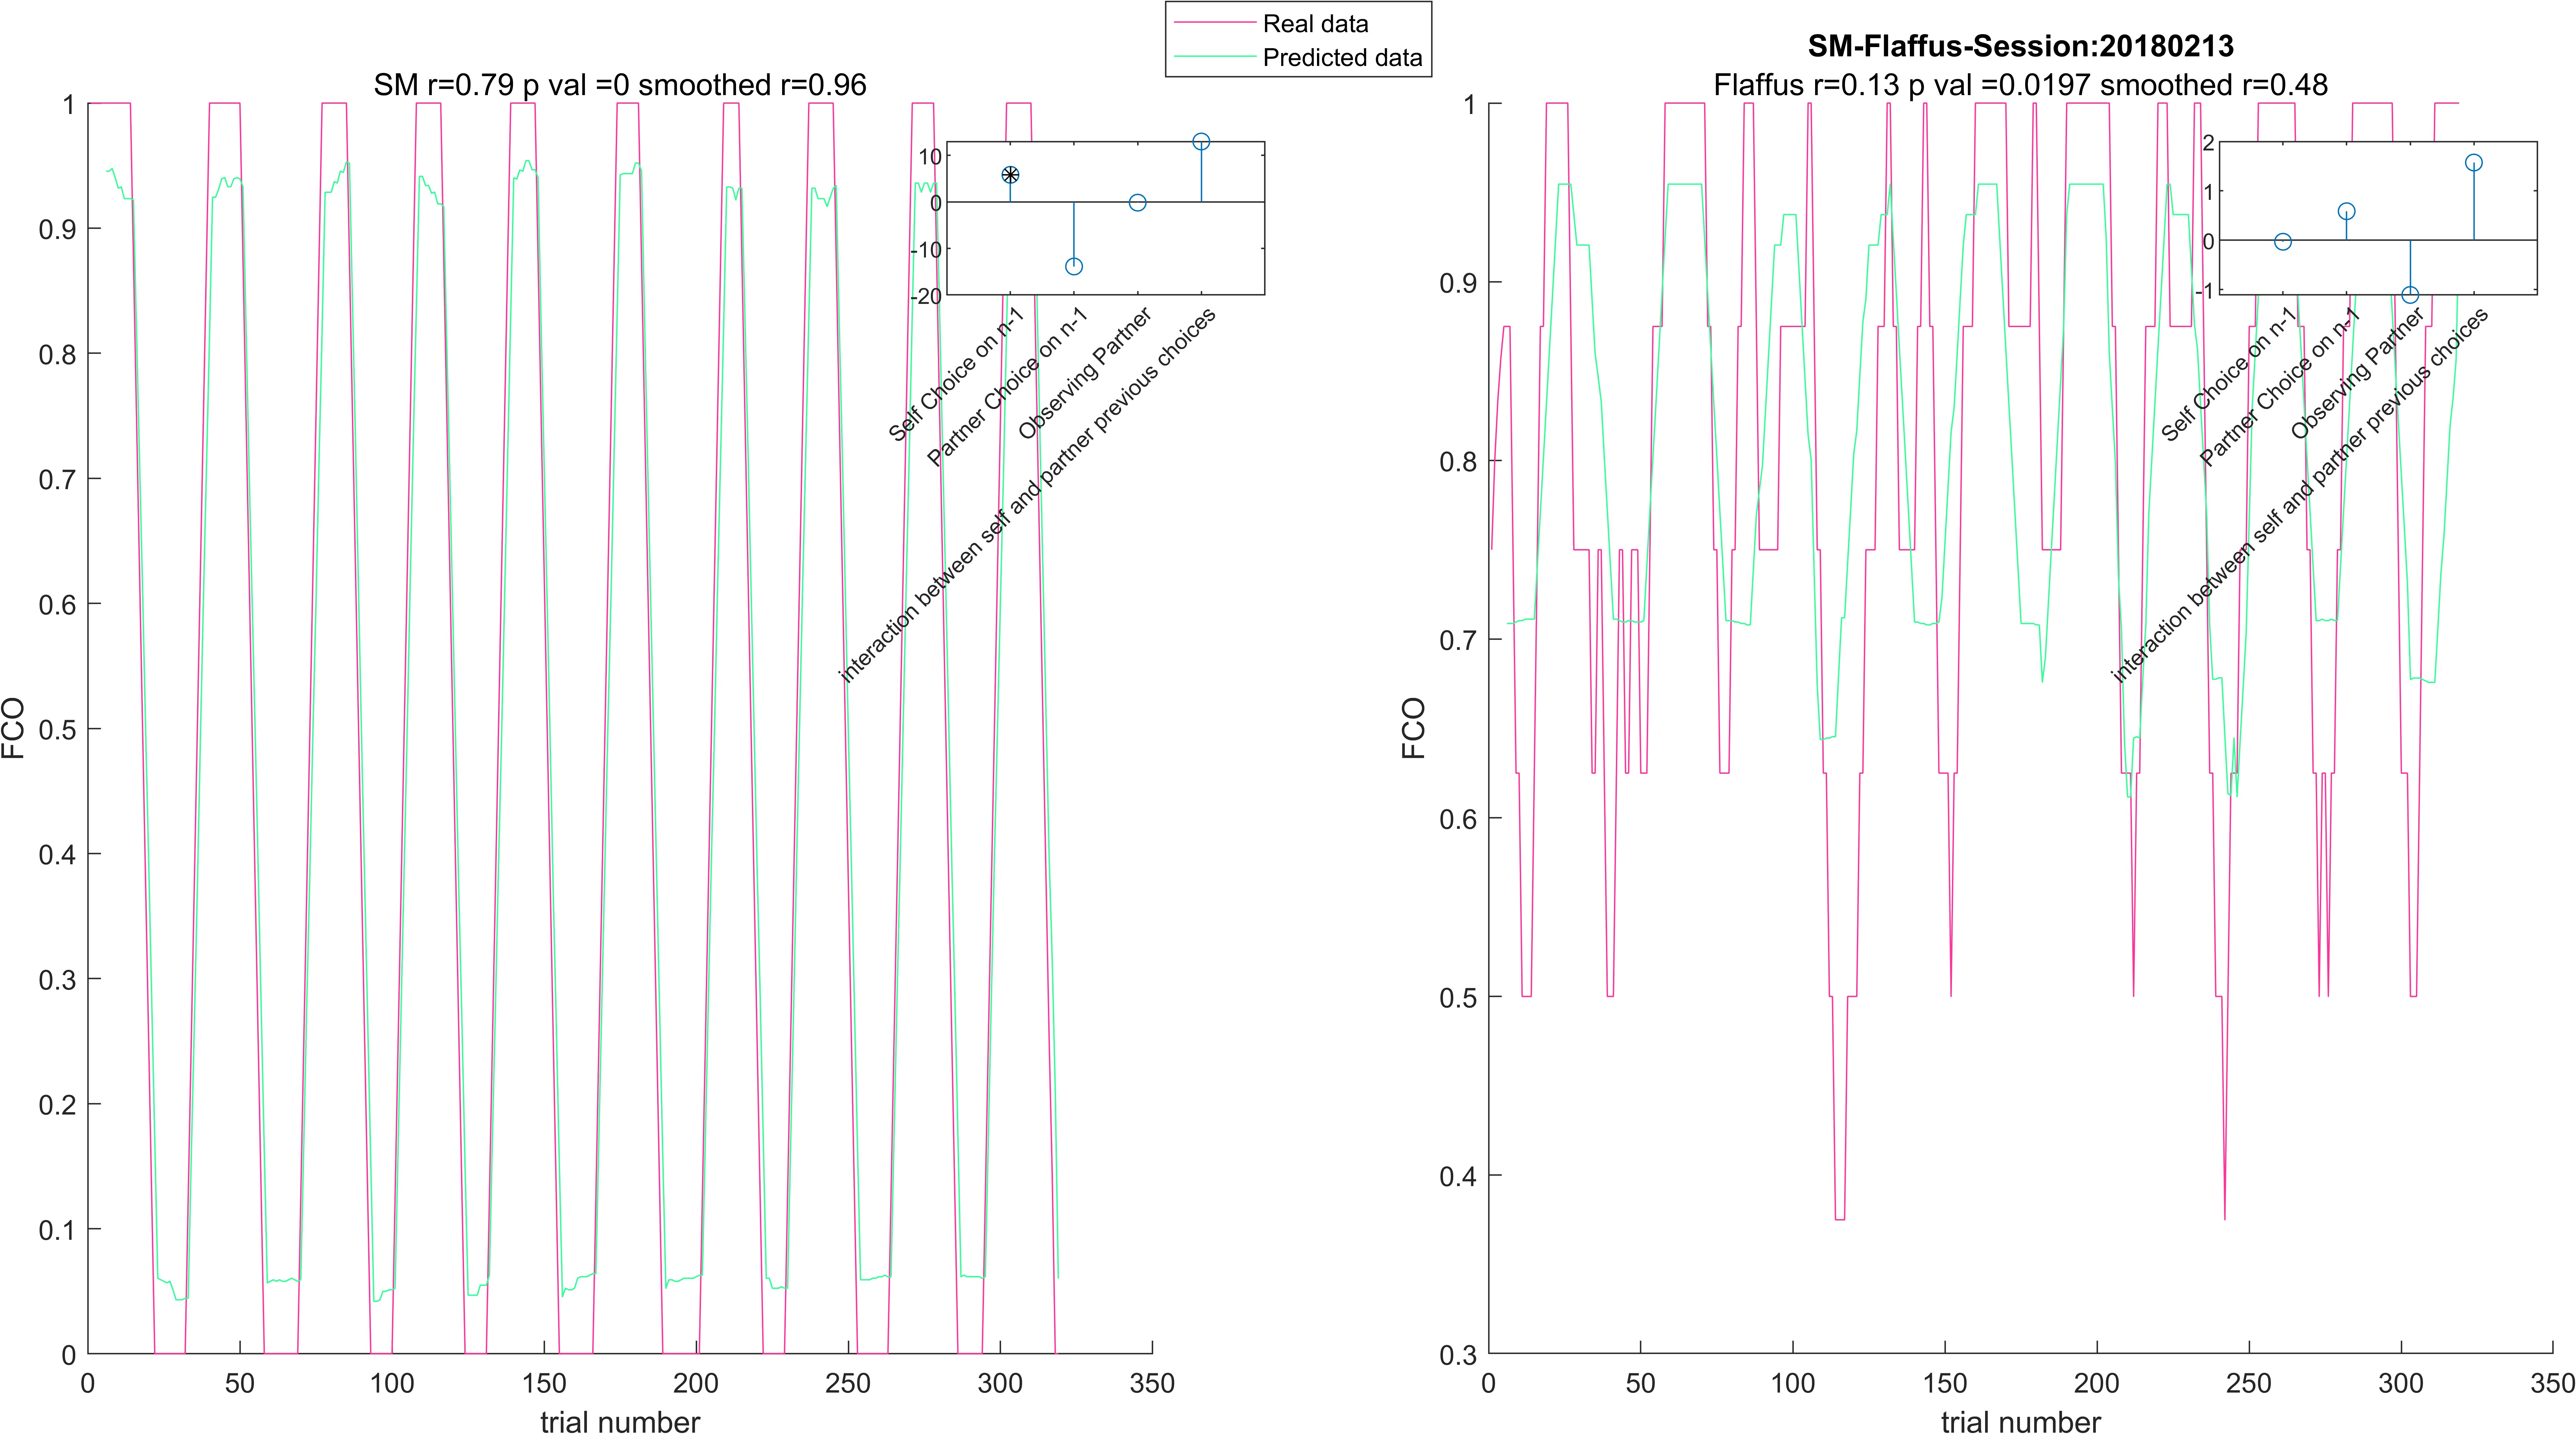 Real data
Predicted data
SM r=0.79 p val =0 smoothed r=0.96
1
0.9
0.8
0.7
0.6
0.5
0.4
0.3
0.2
0.1
0
FCO
0
50
100
150
200
250
300
350
trial number
10
0
-10
-20
Self Choice on n-1
Partner Choice on n-1
Observing Partner
interaction between self and partner previous choices
SM-Flaffus-Session:20180213
Flaffus r=0.13 p val =0.0197 smoothed r=0.48
1
0.9
0.8
0.7
0.6
0.5
0.4
0.3
FCO
0
50
100
150
200
250
300
350
trial number
2
1
0
-1
Self Choice on n-1
Partner Choice on n-1
Observing Partner
interaction between self and partner previous choices